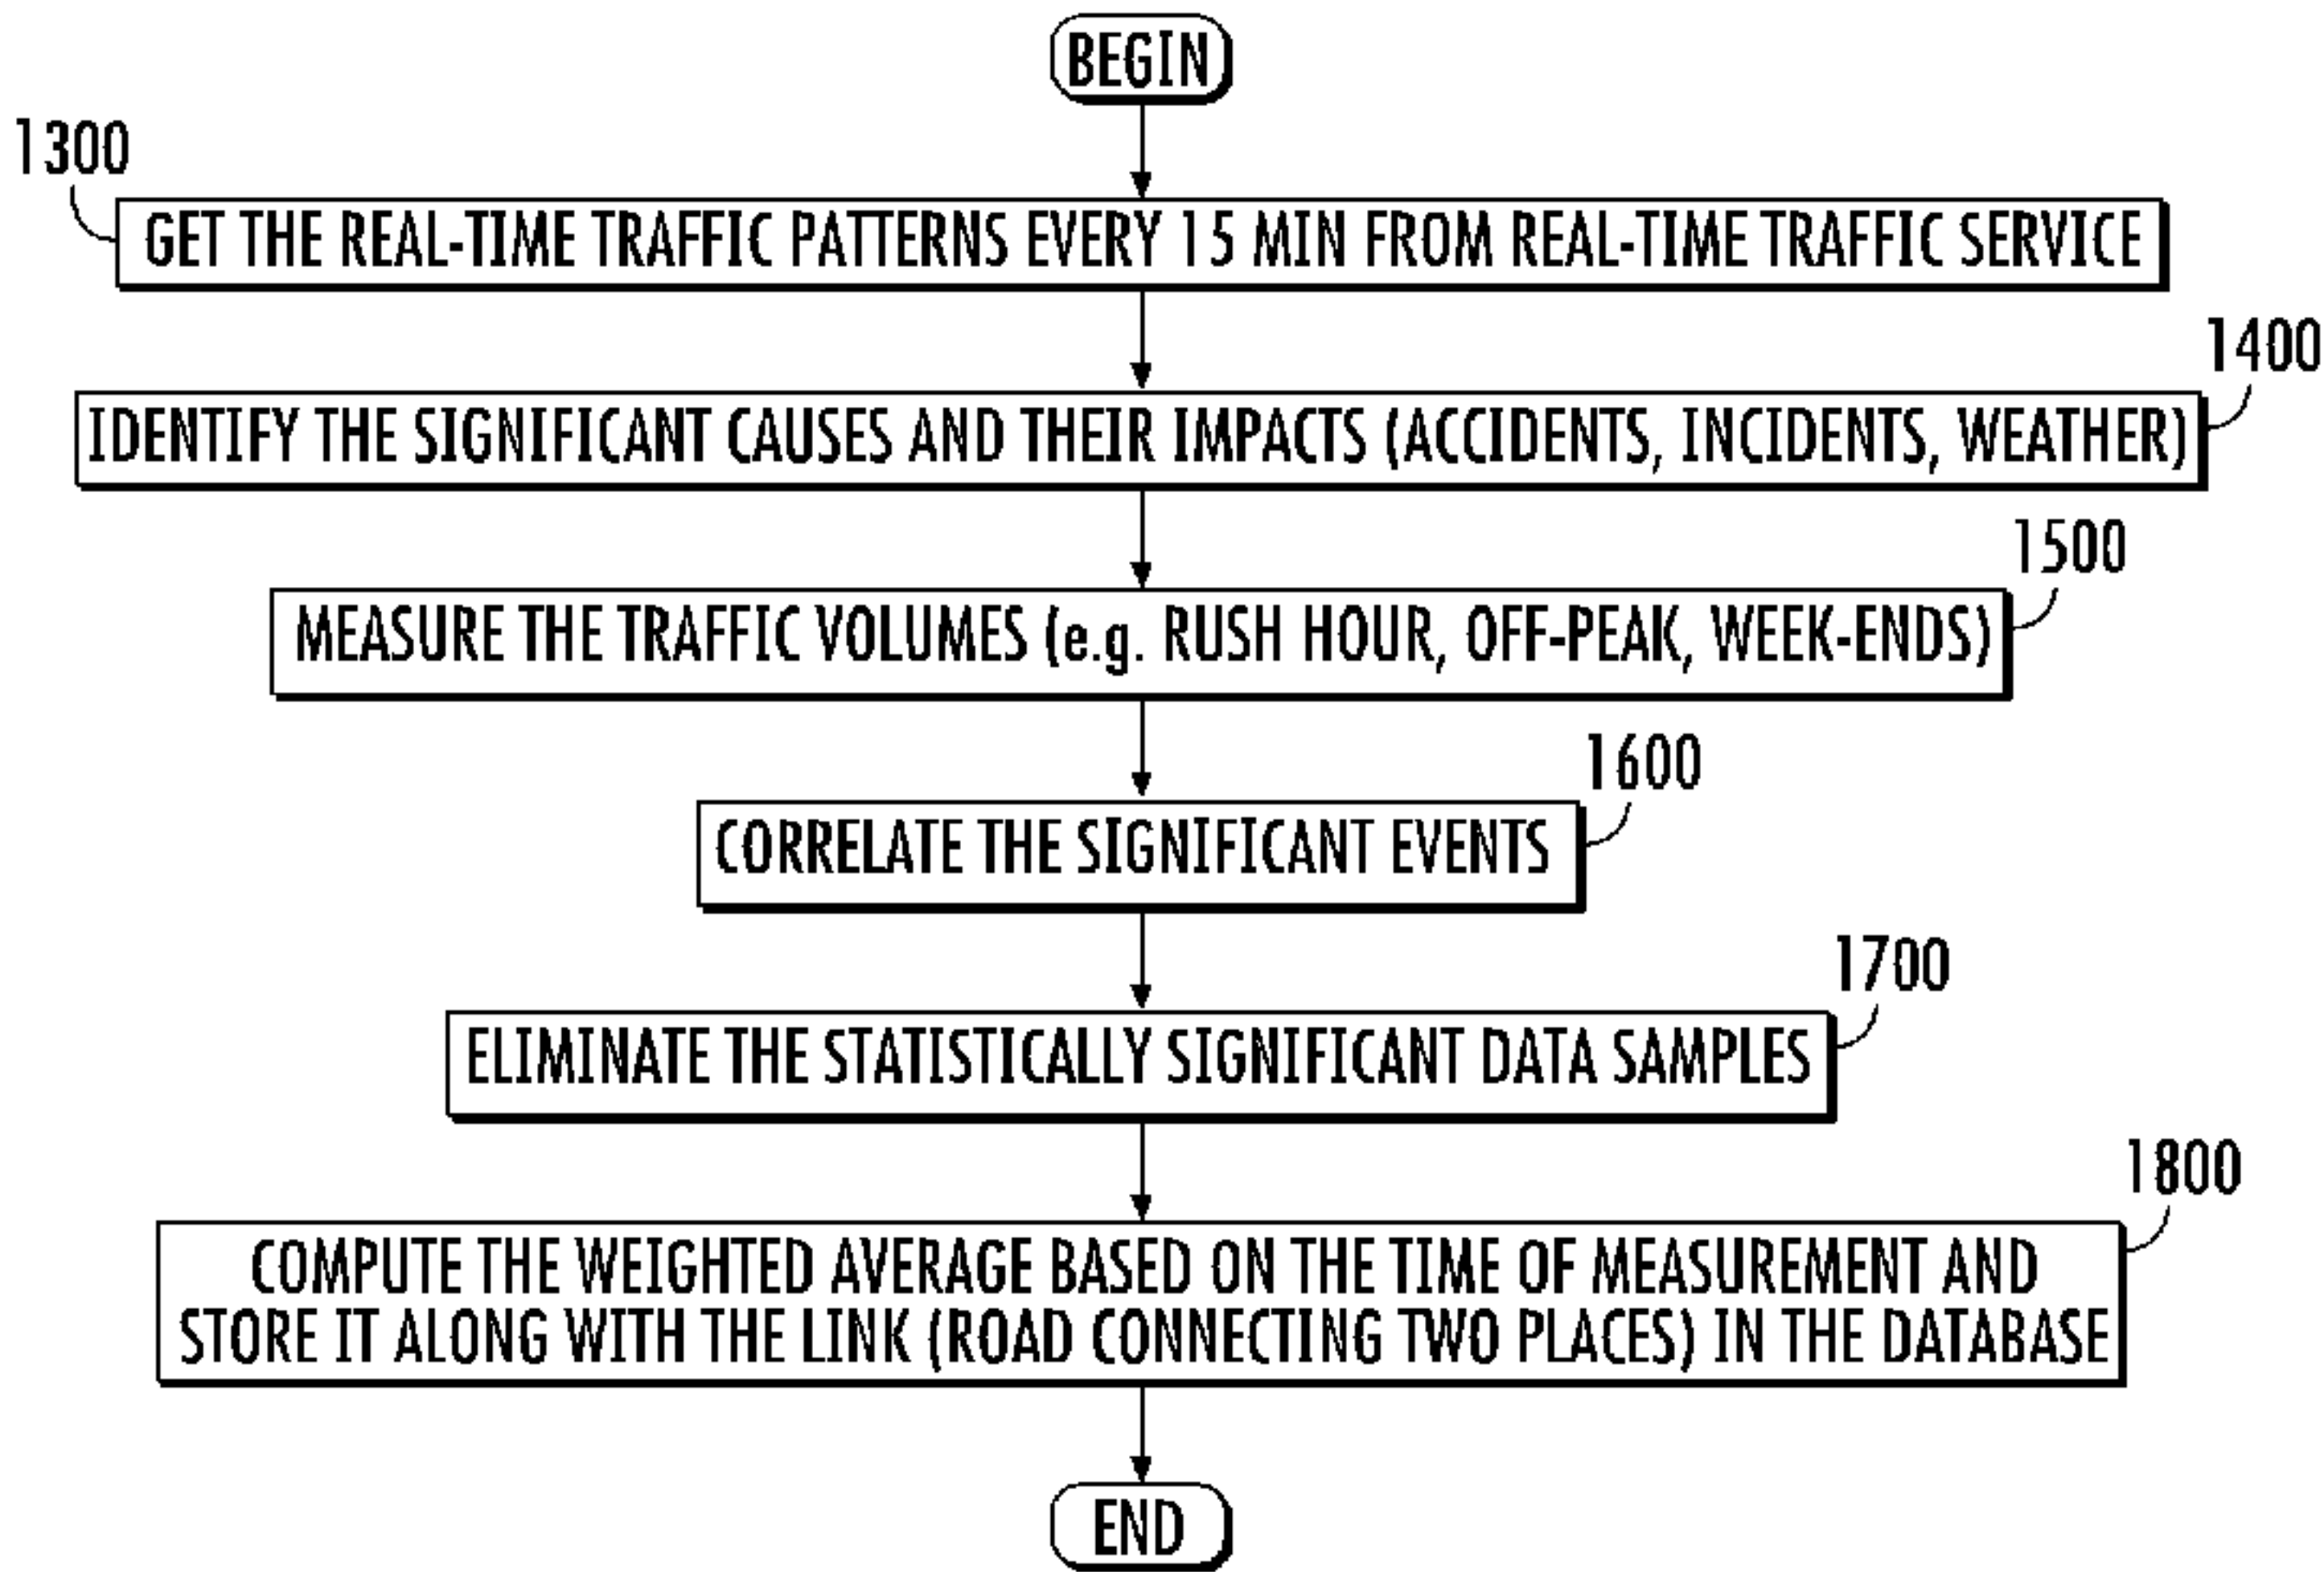 BEGIN
1300
GET THE REAL-TIME TRAFFIC PATTERNS EVERY 15 MIN FROM REAL-TIME TRAFFIC SERVICE
1400
IDENTIFY THE SIGNIFICANT CAUSES AND THEIR IMPACTS (ACCIDENTS, INCIDENTS, WEATHER)
1500
MEASURE THE TRAFFIC VOLUMES (e.g. RUSH HOUR, OFF-PEAK, WEEK-ENDS)
1600
CORRELATE THE SIGNIFICANT EVENTS
1700
ELIMINATE THE STATISTICALLY SIGNIFICANT DATA SAMPLES
1800
COMPUTE THE WEIGHTED AVERAGE BASED ON THE TIME OF MEASUREMENT AND
STORE IT ALONG WITH THE LINK (ROAD CONNECTING TWO PLACES) IN THE DATABASE
END